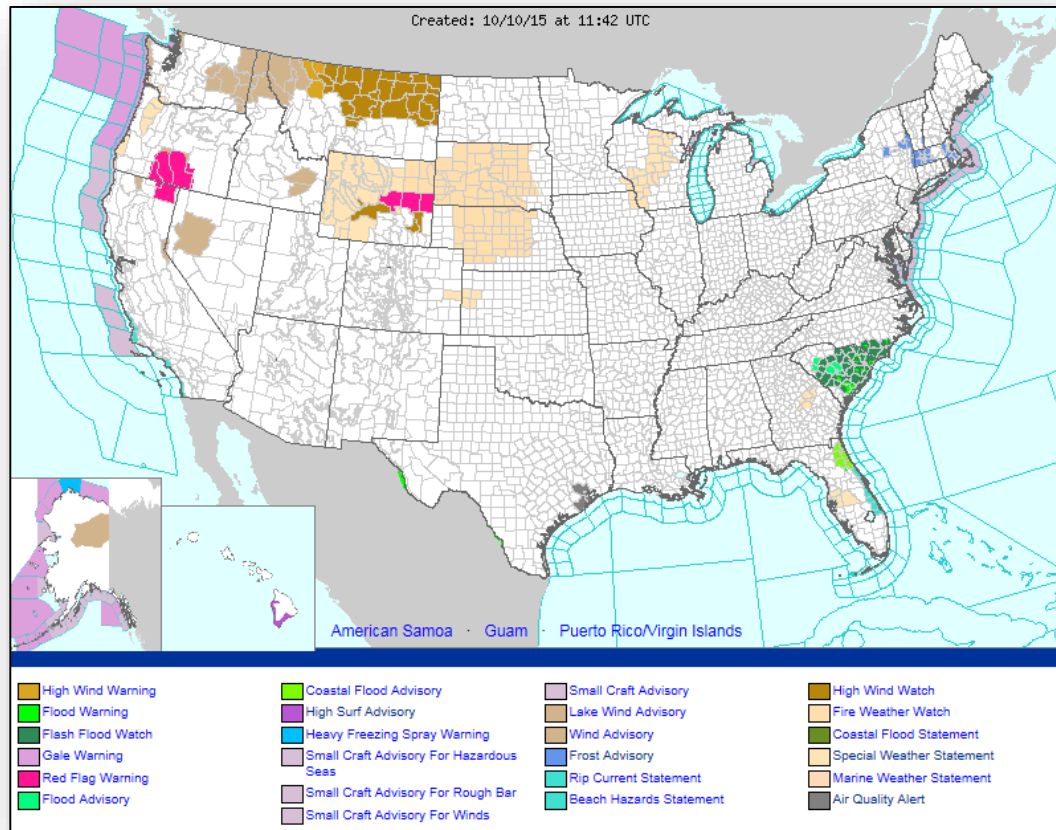 Created: 10/10/15 at 11:42 UTC
American Samoa · Guam · Puerto Rico/Virgin Islands
High Wind Warning
Flood Warning
Flash Flood Watch
Gale Warning
Red Flag Warning
Flood Advisory
Coastal Flood Advisory
High Surf Advisory
Heavy Freezing Spray Warning
Small Craft Advisory For Hazardous
Seas
Small Craft Advisory For Rough Bar
Small Craft Advisory For Winds
Small Craft Advisory
Lake Wind Advisory
Wind Advisory
Frost Advisory
Rip Current Statement
Beach Hazards Statement
High Wind Watch
Fire Weather Watch
Coastal Flood Statement
Special Weather Statement
Marine Weather Statement
Air Quality Alert